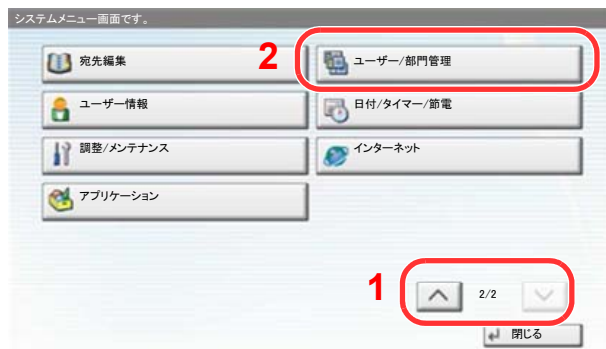 システムメニュー画面です。
宛先編集
2
ユーザー/部門管理
ユーザー情報
日付/タイマー/節電
調整/メンテナンス
インターネット
アプリケーション
1
2/2
閉じる